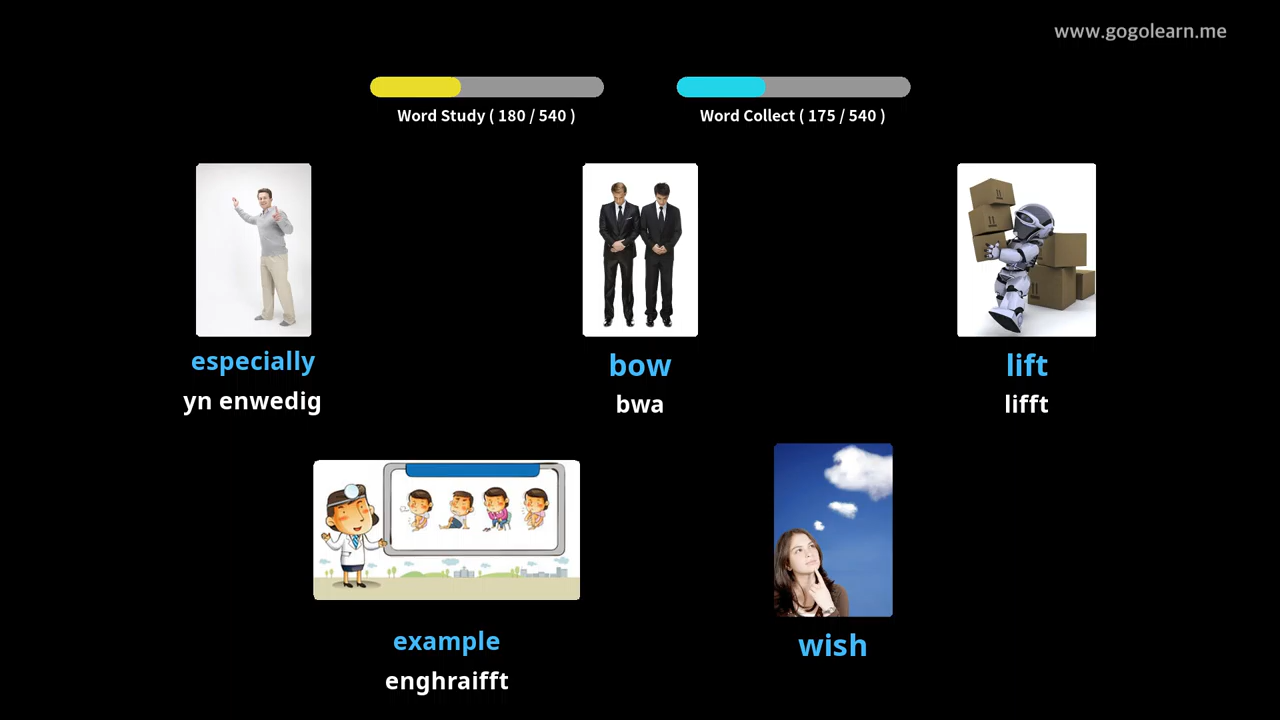 www.gogolearn.me
Word Study ( 180 / 540 )
Word Collect ( 175 / 540 )
especially
yn enwedig
bow
bwa
lift
lifft
example
enghraifft
wish